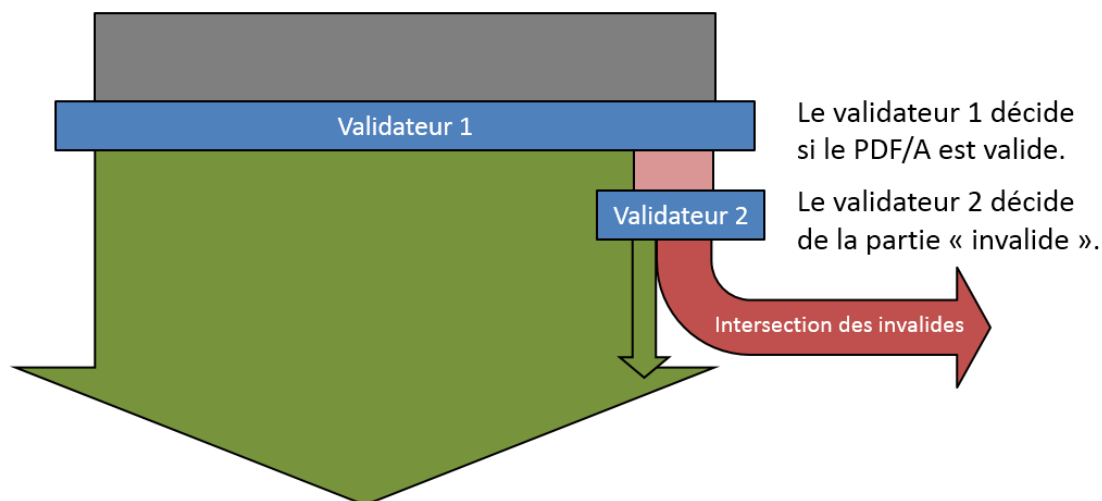 Validateur 1
Le validateur 1 décide
si le PDF/A est valide.
Validateur 2
Le validateur 2 décide
de la partie « invalide ».
Intersection des invalides